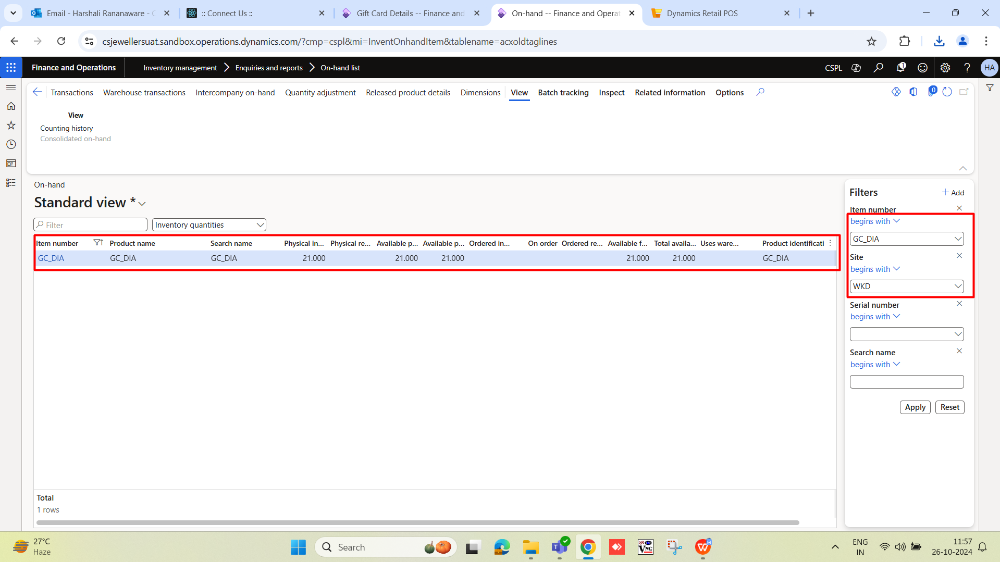 Email - Harshali Rananaware - C
:: Connect Us ::
Gift Card Details -- Finance and
On-hand -- Finance and Operat
Dynamics Retail POS
csjewellersuat.sandbox.operations.dynamics.com/?cmp=cspl&mi=InventOnhandItem&tablename=acxoldtaglines
Finance and Operations
Inventory management
Enquiries and reports
On-hand list
CSPL
1
HA
Transactions
Warehouse transactions
Intercompany on-hand
Quantity adjustment
Released product details
Dimensions
View
Batch tracking
Inspect
Related information
Options
0
View
Counting history
Consolidated on-hand
On-hand
Standard view *
Filter
Inventory quantities
Item number Product name Search name Physical in... Physical re... Available p... Available p... Ordered in... On order Ordered re... Available f... Total availa... Uses ware... Product identificati
GC_DIA GC_DIA GC_DIA 21.000 21.000 21.000 21.000 21.000 GC_DIA
Total
1 rows
Filters
Add
Item number
begins with
GC_DIA
Site
begins with
WKD
Serial number
begins with
Search name
begins with
Apply
Reset
27°C
Haze
Search
ENG
IN
11:57
26-10-2024